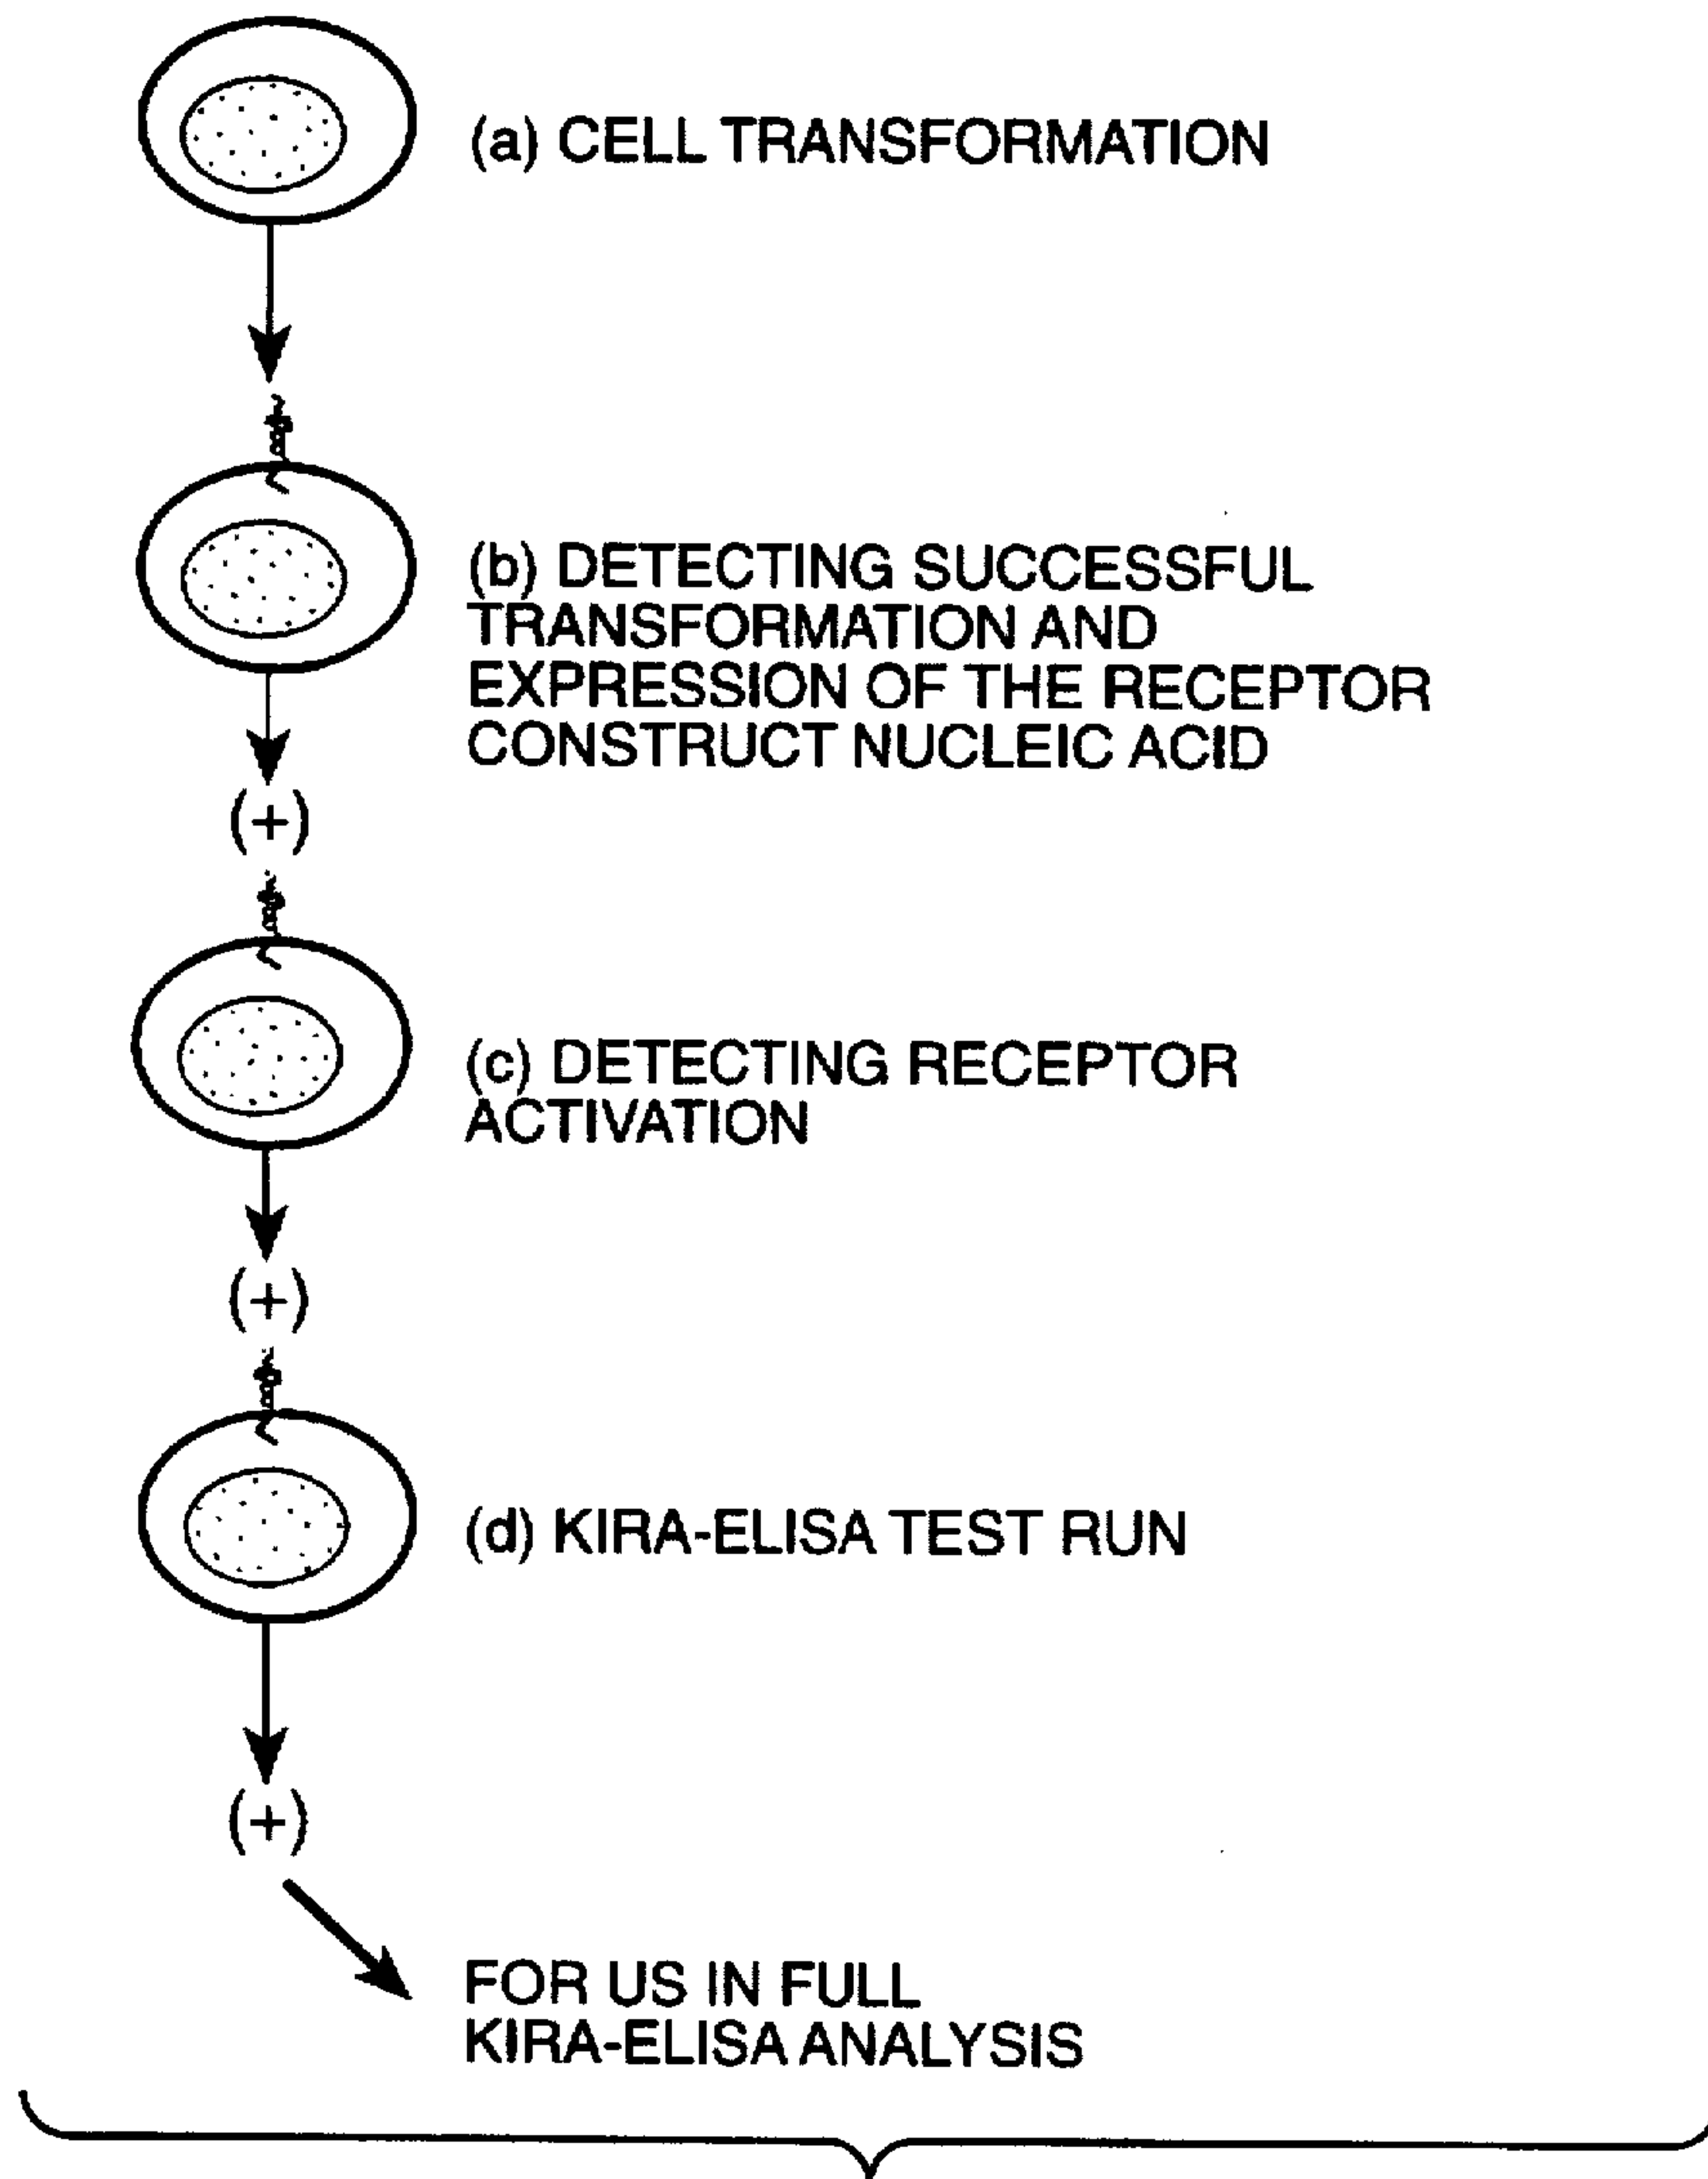 (a) CELL TRANSFORMATION
(b) DETECTING SUCCESSFUL
TRANSFORMATION AND
EXPRESSION OF THE RECEPTOR
CONSTRUCT NUCLEIC ACID
(+)
(c) DETECTING RECEPTOR
ACTIVATION
(+)
(d) KIRA-ELISA TEST RUN
(+)
FOR US IN FULL
KIRA-ELISA ANALYSIS